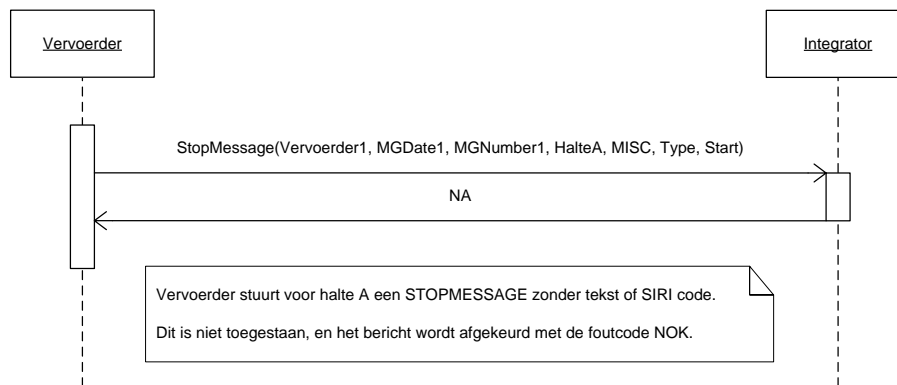 Vervoerder
Integrator
StopMessage(Vervoerder1, MGDate1, MGNumber1, HalteA, MISC, Type, Start)
NA
Vervoerder stuurt voor halte A een STOPMESSAGE zonder tekst of SIRI code.
Dit is niet toegestaan, en het bericht wordt afgekeurd met de foutcode NOK.